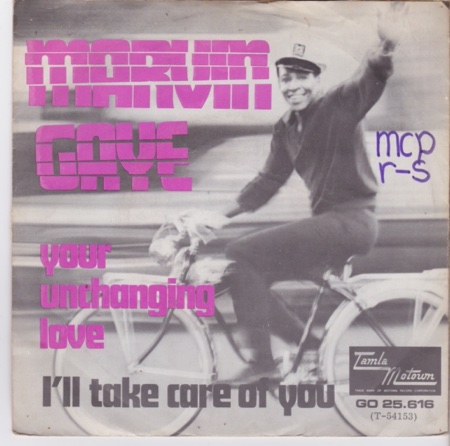 MARVIN
GAYE
mcp
r-s
your
unchanging
love
I'll take care of you
Tamla
Motown
GO 25.616
(T-54153)